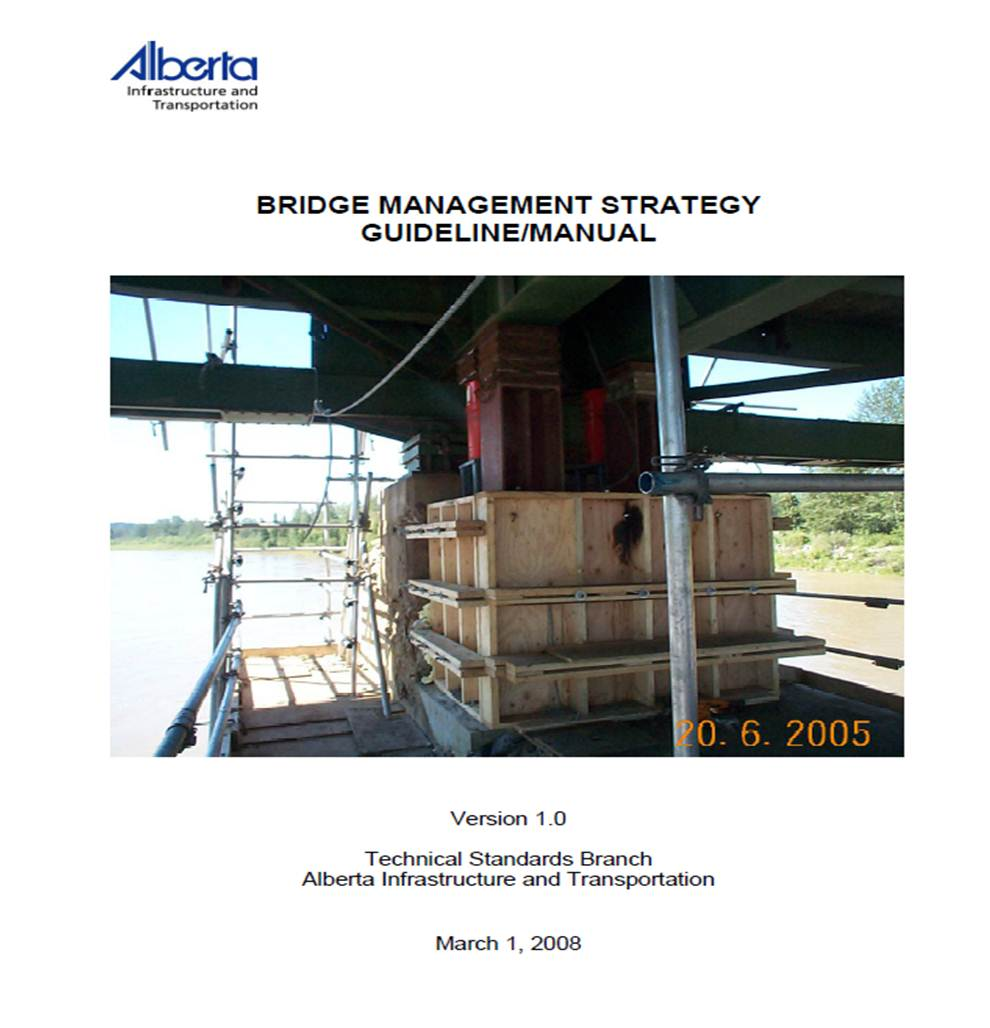 Alberta
Infrastructure and
Transportation
BRIDGE MANAGEMENT STRATEGY
GUIDELINE/MANUAL
20. 6. 2005
Version 1.0
Technical Standards Branch
Alberta Infrastructure and Transportation
March 1, 2008